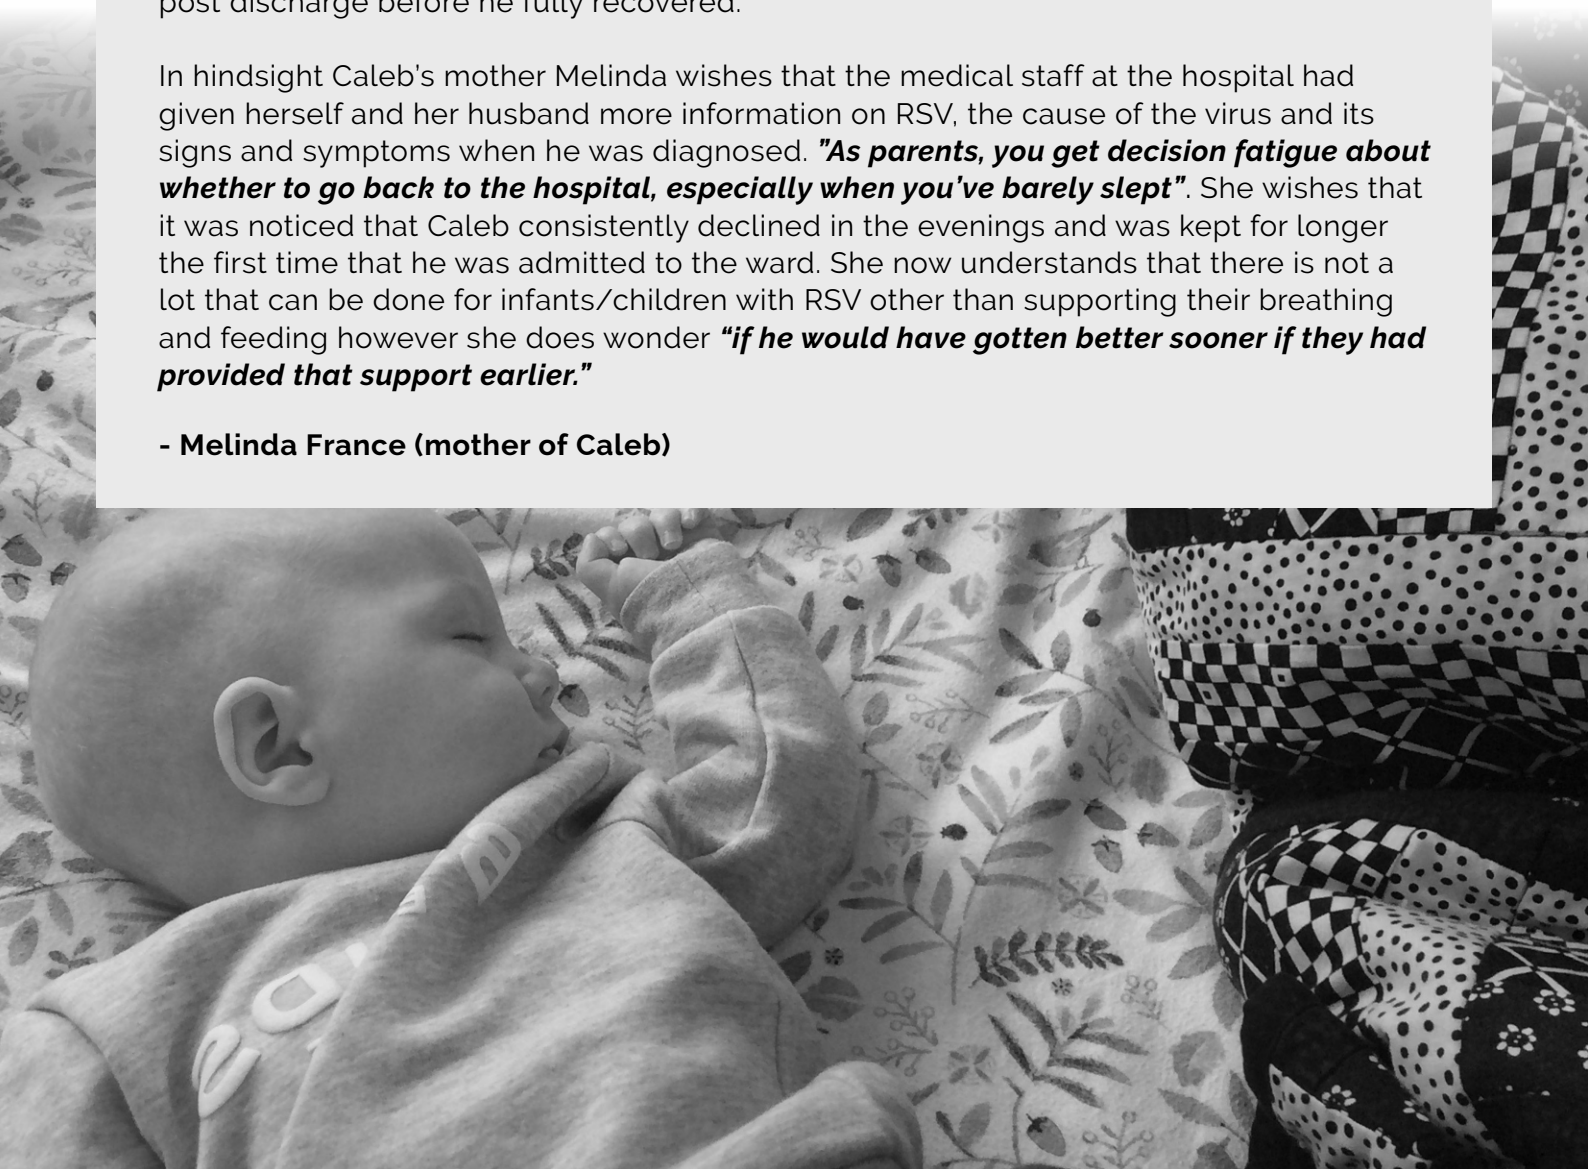 post discharge before he fully recovered.
In hindsight Caleb’s mother Melinda wishes that the medical staff at the hospital had
given herself and her husband more information on RSV, the cause of the virus and its
signs and symptoms when he was diagnosed. ”As parents, you get decision fatigue about
whether to go back to the hospital, especially when you’ve barely slept”. She wishes that
it was noticed that Caleb consistently declined in the evenings and was kept for longer
the first time that he was admitted to the ward. She now understands that there is not a
lot that can be done for infants/children with RSV other than supporting their breathing
and feeding however she does wonder “if he would have gotten better sooner if they had
provided that support earlier.”
- Melinda France (mother of Caleb)